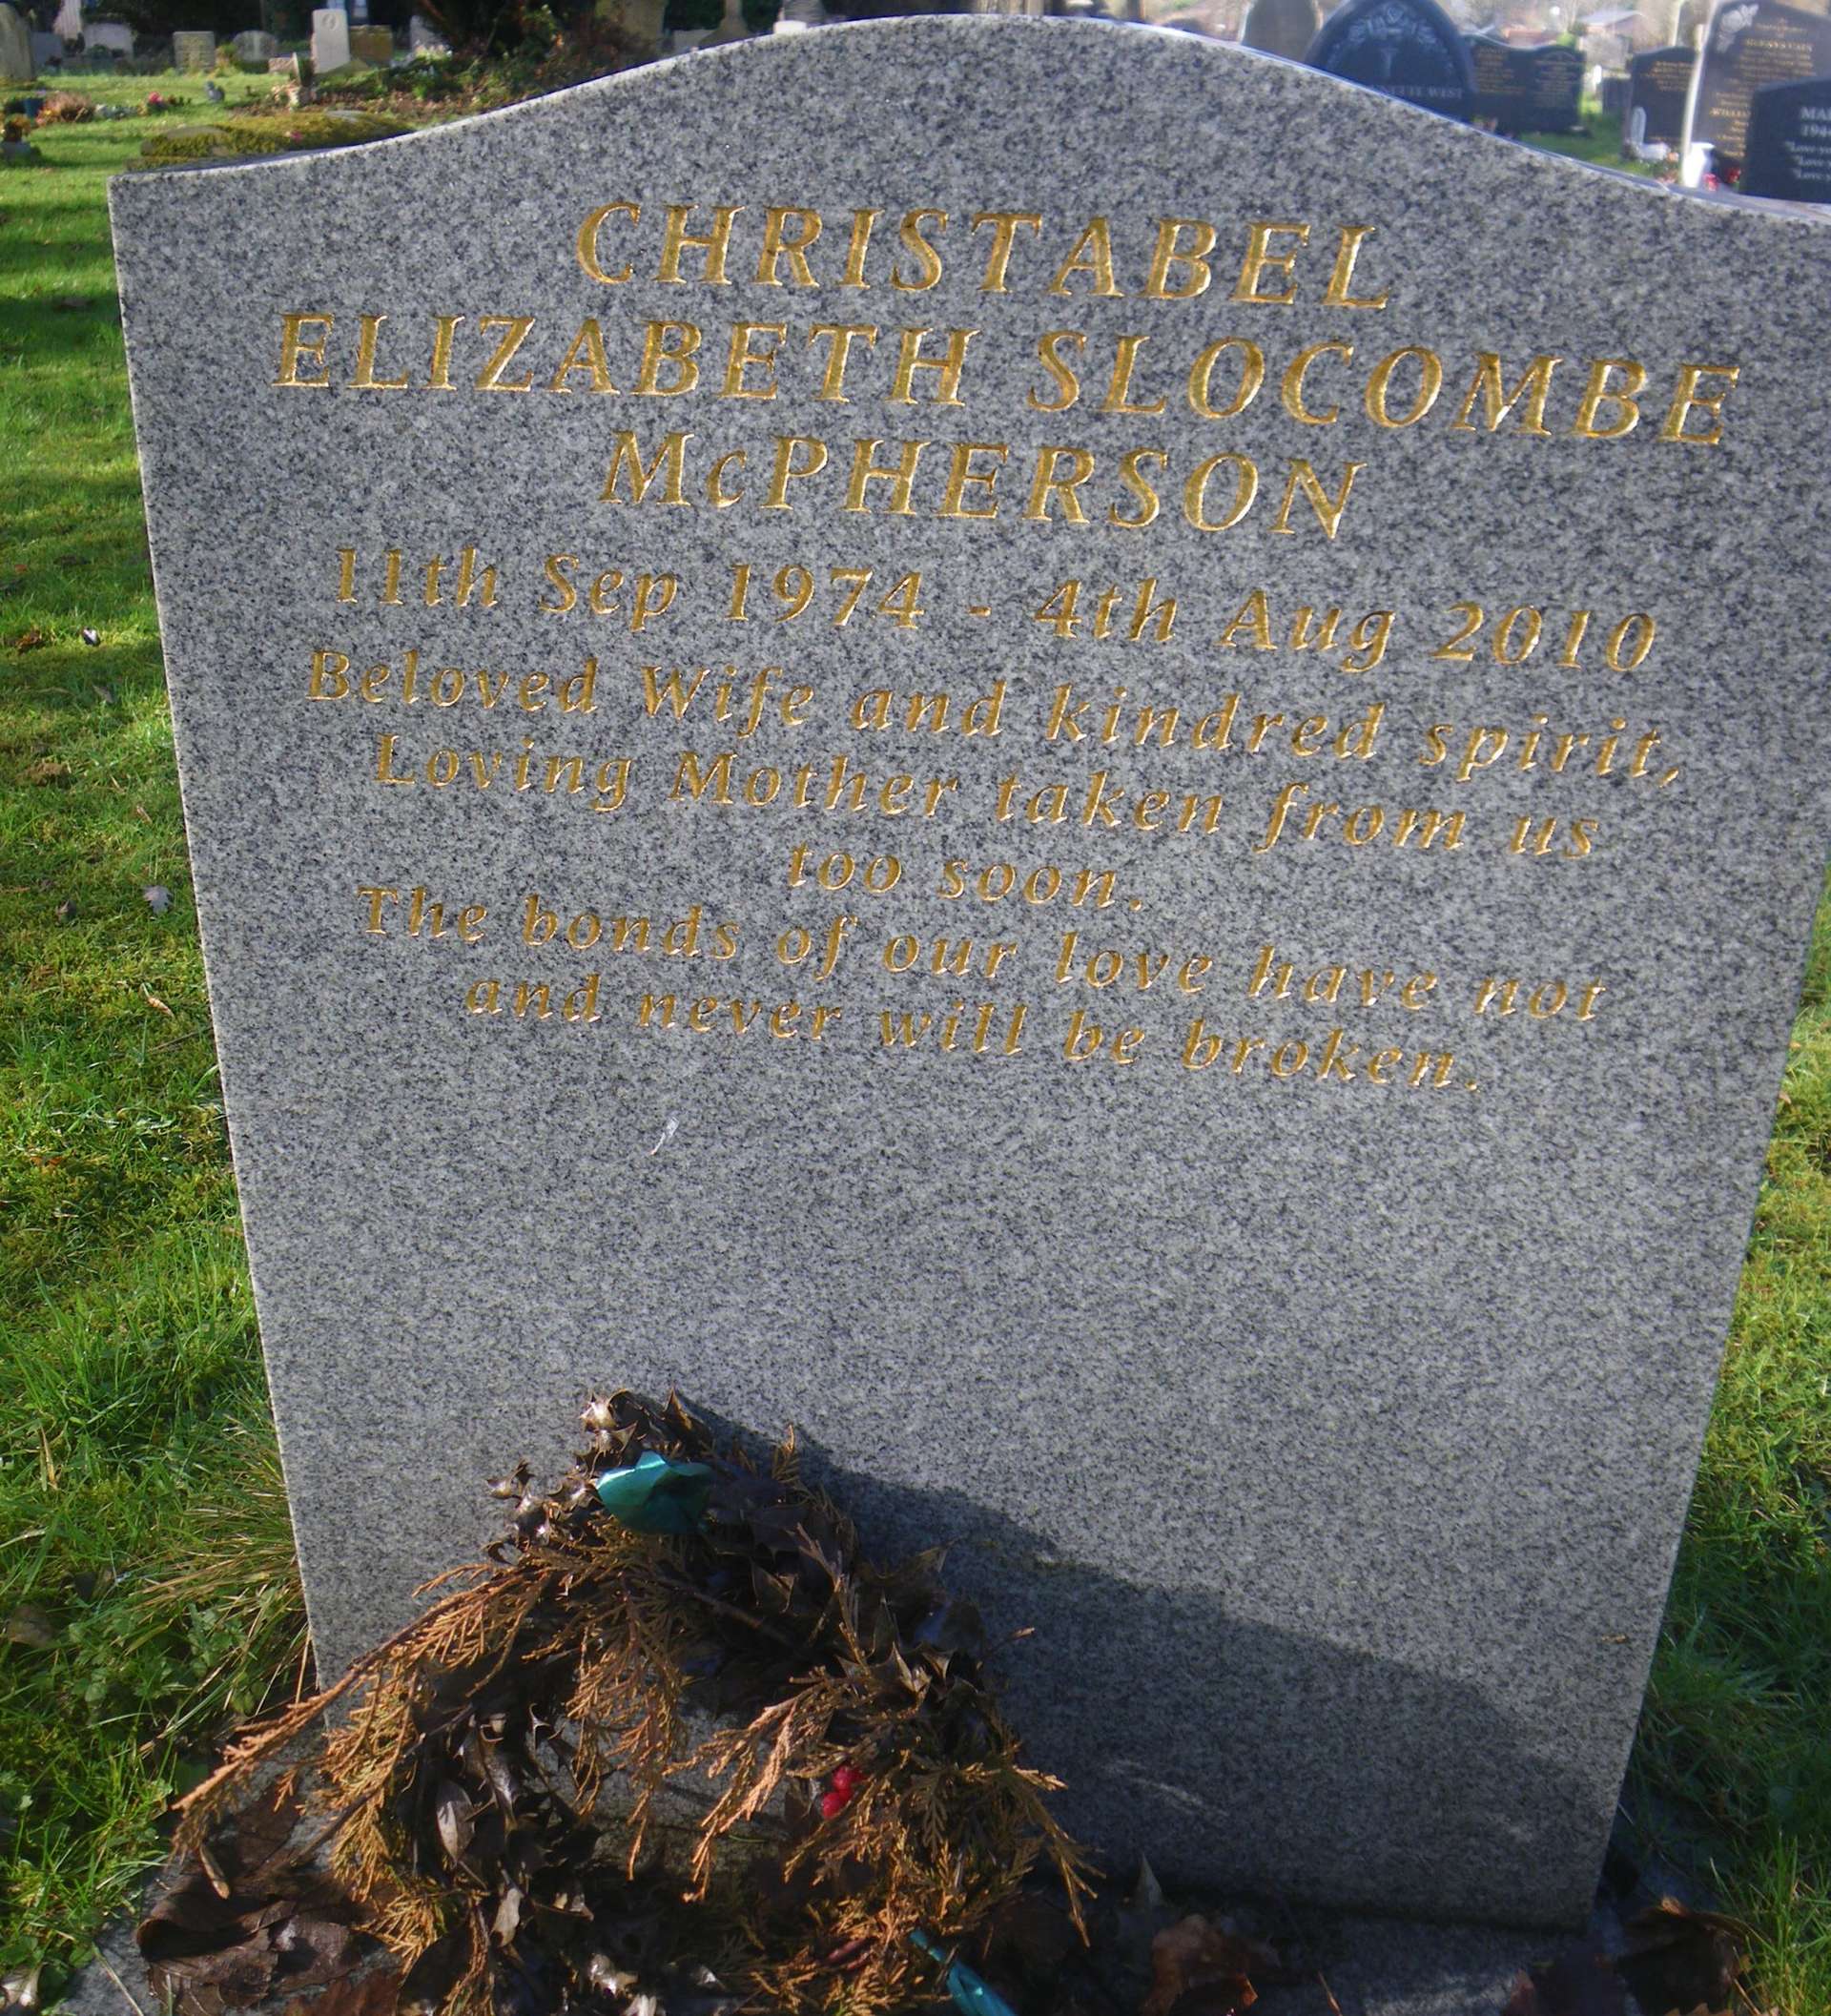 CHRISTABEL
ELIZABETH SLOCOMBE
McPHERSON
11th Sep 1974 - 4th Aug 2010
Beloved Wife and kindred spirit,
Loving Mother taken from us
too soon.
The bonds of our love have not
and never will be broken.
WEST